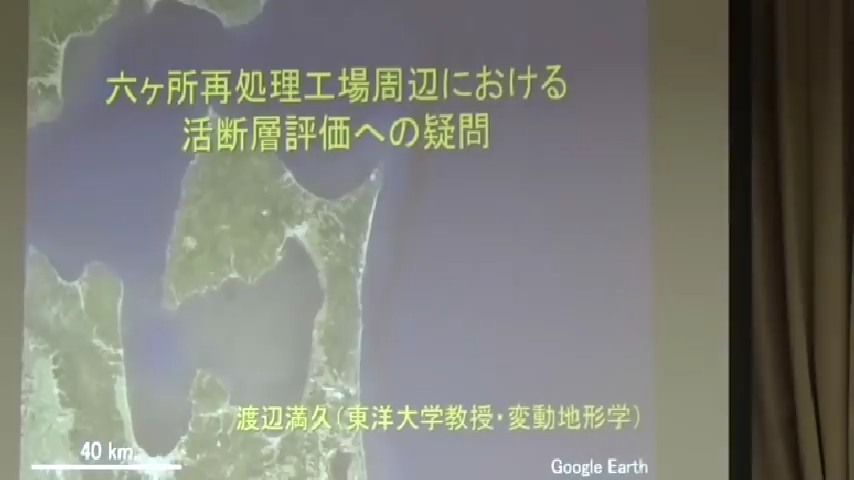 六ヶ所再処理工場周辺における
活断層評価への疑問
渡辺満久(東洋大学教授・変動地形学)
40 km
Google Earth